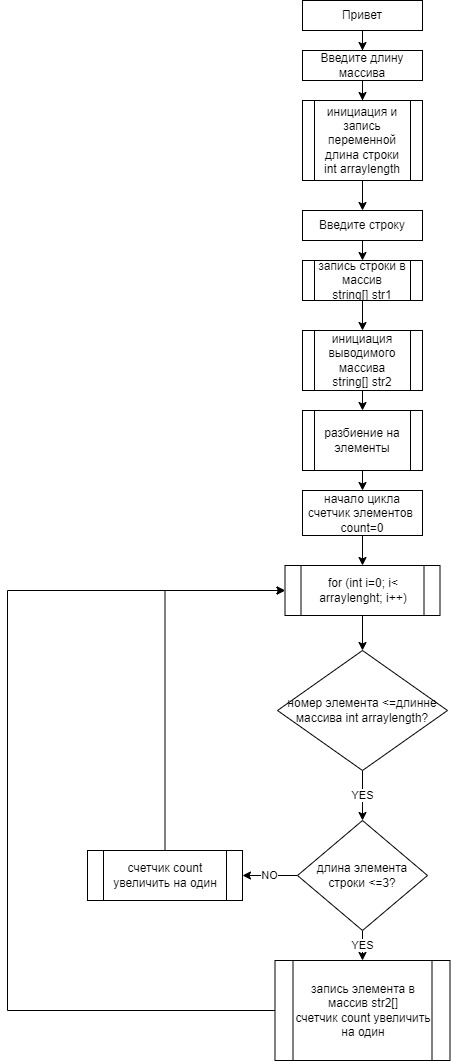 Привет
Введите длину
массива
инициация и
запись
переменной
длина строки
int arraylength
Введите строку
запись строки в
массив
string[] str1
инициация
выводимого
массива
string[] str2
разбиение на
элементы
начало цикла
счетчик элементов
count=0
for (int i=0; i<
arraylenght; i++)
номер элемента <=длинне
массива int arraylength?
YES
длина элемента
строки <=3?
NO
счетчик count
увеличить на один
YES
запись элемента в
массив str2[]
счетчик count увеличить
на один